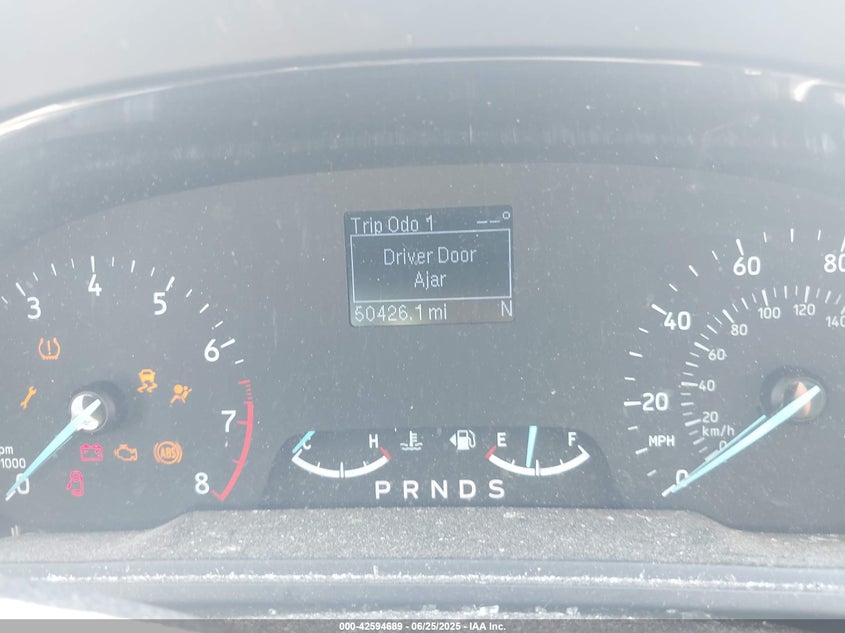 Trip Odo 1 --°
Driver Door
Ajar
50426.1 mi N
3 4 5 6 7 8
0
1000
ABS
C H
E F
P R N D S
0 20 40 60 80
MPH
0 20 40 60 80 100 120 140
km/h
000-42594689 - 06/25/2025 - IAA Inc.